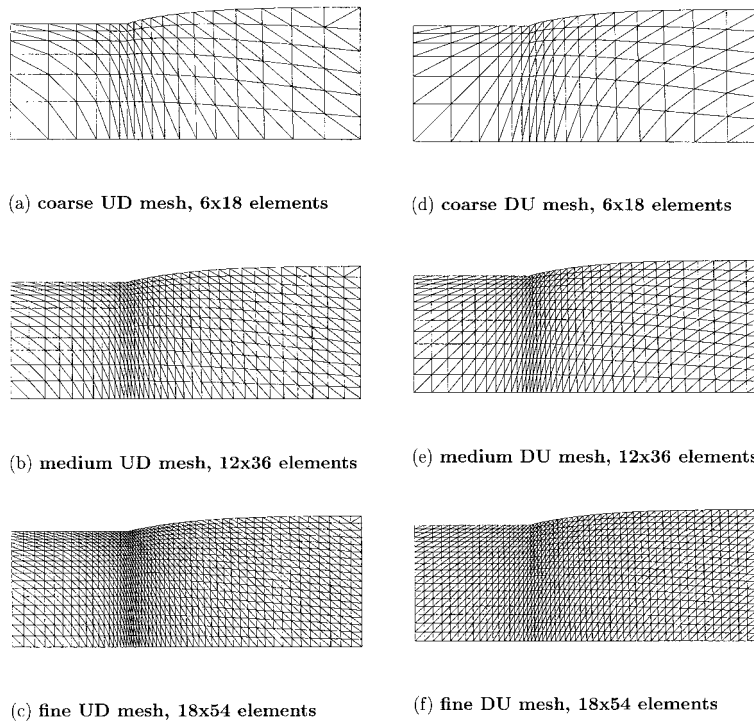 (a) coarse UD mesh, 6x18 elements
(d) coarse DU mesh, 6x18 elements
(b) medium UD mesh, 12x36 elements
(e) medium DU mesh, 12x36 elements
(c) fine UD mesh, 18x54 elements
(f) fine DU mesh, 18x54 elements